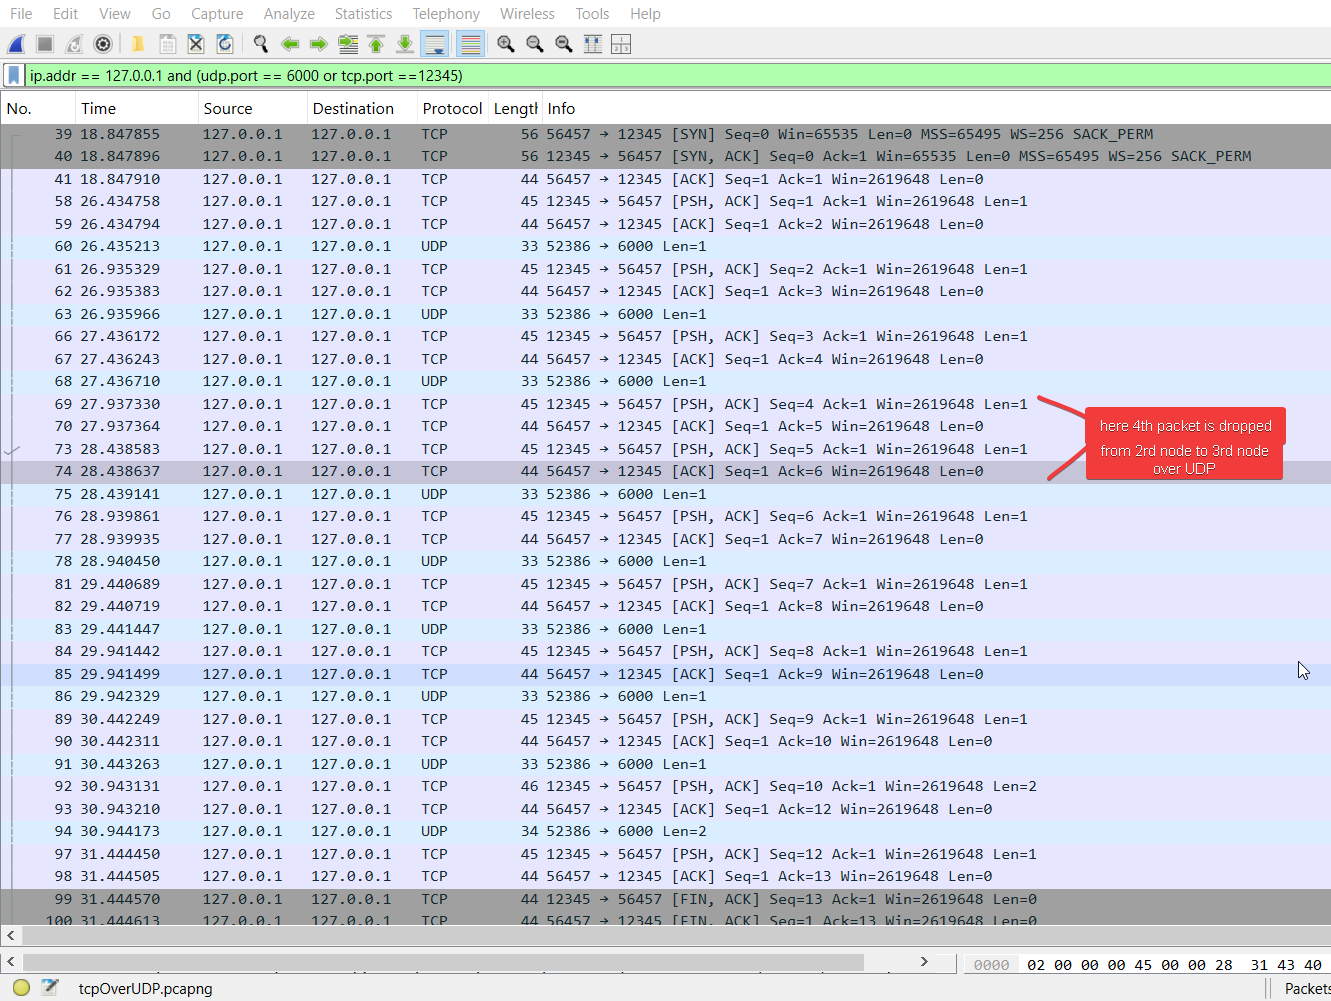 File Edit View Go Capture Analyze Statistics Telephony Wireless Tools Help
ip.addr == 127.0.0.1 and (udp.port == 6000 or tcp.port ==12345)
No. Time Source Destination Protocol Length Info
39 18.847855 127.0.0.1 127.0.0.1 TCP 56 56457 → 12345 [SYN] Seq=0 Win=65535 Len=0 MSS=65495 WS=256 SACK_PERM
40 18.847896 127.0.0.1 127.0.0.1 TCP 56 12345 → 56457 [SYN, ACK] Seq=0 Ack=1 Win=65535 Len=0 MSS=65495 WS=256 SACK_PERM
41 18.847910 127.0.0.1 127.0.0.1 TCP 44 56457 → 12345 [ACK] Seq=1 Ack=1 Win=2619648 Len=0
58 26.434758 127.0.0.1 127.0.0.1 TCP 45 12345 → 56457 [PSH, ACK] Seq=1 Ack=1 Win=2619648 Len=1
59 26.434794 127.0.0.1 127.0.0.1 TCP 44 56457 → 12345 [ACK] Seq=1 Ack=2 Win=2619648 Len=0
60 26.435213 127.0.0.1 127.0.0.1 UDP 33 52386 → 6000 Len=1
61 26.935329 127.0.0.1 127.0.0.1 TCP 45 12345 → 56457 [PSH, ACK] Seq=2 Ack=1 Win=2619648 Len=1
62 26.935383 127.0.0.1 127.0.0.1 TCP 44 56457 → 12345 [ACK] Seq=1 Ack=3 Win=2619648 Len=0
63 26.935966 127.0.0.1 127.0.0.1 UDP 33 52386 → 6000 Len=1
66 27.436172 127.0.0.1 127.0.0.1 TCP 45 12345 → 56457 [PSH, ACK] Seq=3 Ack=1 Win=2619648 Len=1
67 27.436243 127.0.0.1 127.0.0.1 TCP 44 56457 → 12345 [ACK] Seq=1 Ack=4 Win=2619648 Len=0
68 27.436710 127.0.0.1 127.0.0.1 UDP 33 52386 → 6000 Len=1
69 27.937330 127.0.0.1 127.0.0.1 TCP 45 12345 → 56457 [PSH, ACK] Seq=4 Ack=1 Win=2619648 Len=1
70 27.937364 127.0.0.1 127.0.0.1 TCP 44 56457 → 12345 [ACK] Seq=1 Ack=5 Win=2619648 Len=0
here 4th packet is dropped
73 28.438583 127.0.0.1 127.0.0.1 TCP 45 12345 → 56457 [PSH, ACK] Seq=5 Ack=1 Win=2619648 Len=1
from 2rd node to 3rd node
over UDP
74 28.438637 127.0.0.1 127.0.0.1 TCP 44 56457 → 12345 [ACK] Seq=1 Ack=6 Win=2619648 Len=0
75 28.439141 127.0.0.1 127.0.0.1 UDP 33 52386 → 6000 Len=1
76 28.939861 127.0.0.1 127.0.0.1 TCP 45 12345 → 56457 [PSH, ACK] Seq=6 Ack=1 Win=2619648 Len=1
77 28.939935 127.0.0.1 127.0.0.1 TCP 44 56457 → 12345 [ACK] Seq=1 Ack=7 Win=2619648 Len=0
78 28.940450 127.0.0.1 127.0.0.1 UDP 33 52386 → 6000 Len=1
81 29.440689 127.0.0.1 127.0.0.1 TCP 45 12345 → 56457 [PSH, ACK] Seq=7 Ack=1 Win=2619648 Len=1
82 29.440719 127.0.0.1 127.0.0.1 TCP 44 56457 → 12345 [ACK] Seq=1 Ack=8 Win=2619648 Len=0
83 29.441447 127.0.0.1 127.0.0.1 UDP 33 52386 → 6000 Len=1
84 29.941442 127.0.0.1 127.0.0.1 TCP 45 12345 → 56457 [PSH, ACK] Seq=8 Ack=1 Win=2619648 Len=1
85 29.941499 127.0.0.1 127.0.0.1 TCP 44 56457 → 12345 [ACK] Seq=1 Ack=9 Win=2619648 Len=0
86 29.942329 127.0.0.1 127.0.0.1 UDP 33 52386 → 6000 Len=1
89 30.442249 127.0.0.1 127.0.0.1 TCP 45 12345 → 56457 [PSH, ACK] Seq=9 Ack=1 Win=2619648 Len=1
90 30.442311 127.0.0.1 127.0.0.1 TCP 44 56457 → 12345 [ACK] Seq=1 Ack=10 Win=2619648 Len=0
91 30.443263 127.0.0.1 127.0.0.1 UDP 33 52386 → 6000 Len=1
92 30.943131 127.0.0.1 127.0.0.1 TCP 46 12345 → 56457 [PSH, ACK] Seq=10 Ack=1 Win=2619648 Len=2
93 30.943210 127.0.0.1 127.0.0.1 TCP 44 56457 → 12345 [ACK] Seq=1 Ack=12 Win=2619648 Len=0
94 30.944173 127.0.0.1 127.0.0.1 UDP 34 52386 → 6000 Len=2
97 31.444450 127.0.0.1 127.0.0.1 TCP 45 12345 → 56457 [PSH, ACK] Seq=12 Ack=1 Win=2619648 Len=1
98 31.444505 127.0.0.1 127.0.0.1 TCP 44 56457 → 12345 [ACK] Seq=1 Ack=13 Win=2619648 Len=0
99 31.444570 127.0.0.1 127.0.0.1 TCP 44 12345 → 56457 [FIN, ACK] Seq=13 Ack=1 Win=2619648 Len=0
100 31.444613 127.0.0.1 127.0.0.1 TCP 44 56457 → 12345 [FIN, ACK] Seq=1 Ack=13 Win=2619648 Len=0
0000 02 00 00 00 45 00 00 28 31 43 40
tcpOverUDP.pcapng Packets